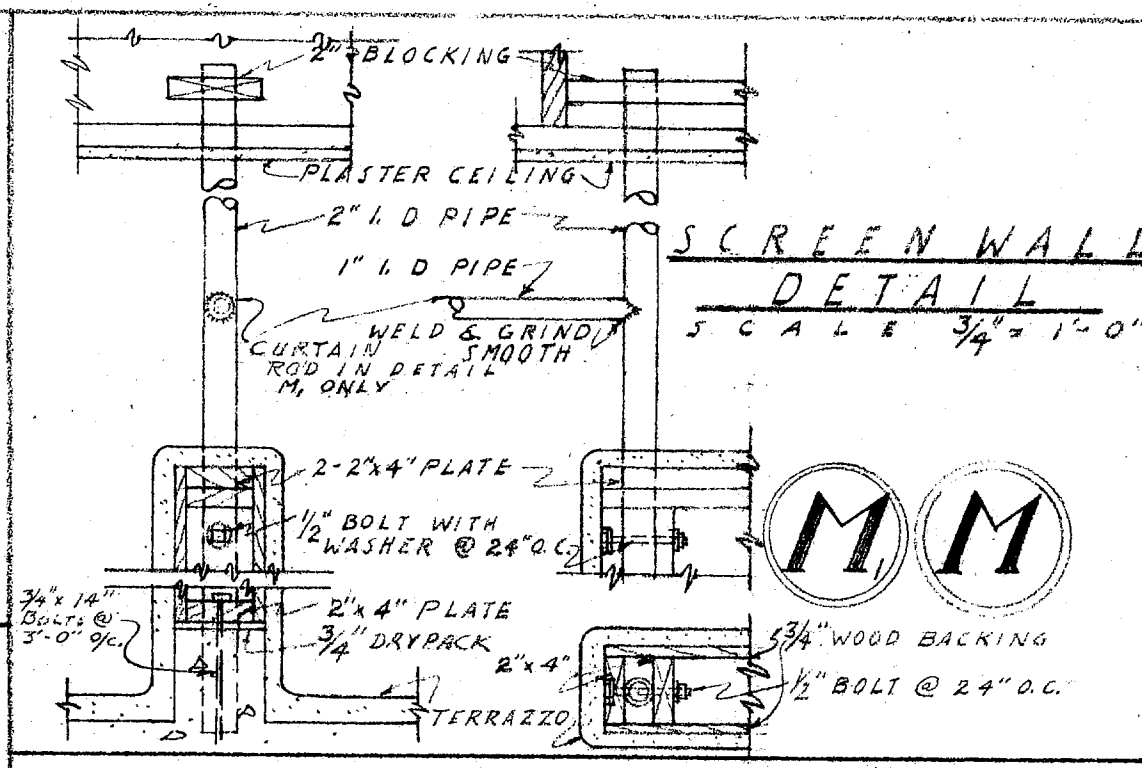 2" BLOCKING
PLASTER CEILING
2" I. D PIPE
1" I. D PIPE
SCREEN WALL
DETAIL
SCALE 3/4" = 1'-0"
WELD & GRIND
SMOOTH
CURTAIN
ROD IN DETAIL
M, ONLY
2-2"x4" PLATE
1/2" BOLT WITH
WASHER @ 24" O.C.
M1
M
3/4" x 14"
BOLTS @
3'-0" o/c.
2"x4" PLATE
3/4" DRYPACK
2"x4"
3/4" WOOD BACKING
1/2" BOLT @ 24" O.C.
TERRAZZO